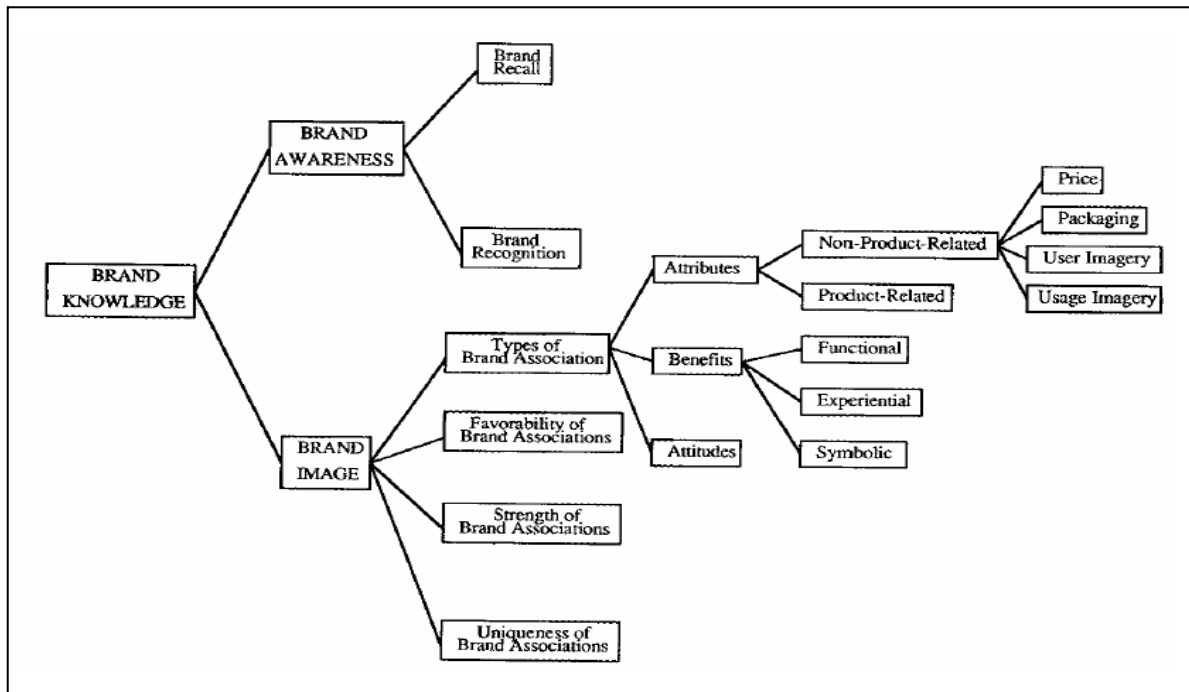 Brand
Recall
BRAND
AWARENESS
Brand
Recognition
BRAND
KNOWLEDGE
Types of
Brand Association
Favorability of
Brand Associations
BRAND
IMAGE
Strength of
Brand Associations
Uniqueness of
Brand Associations
Attributes
Benefits
Attitudes
Non-Product-Related
Product-Related
Functional
Experiential
Symbolic
Price
Packaging
User Imagery
Usage Imagery